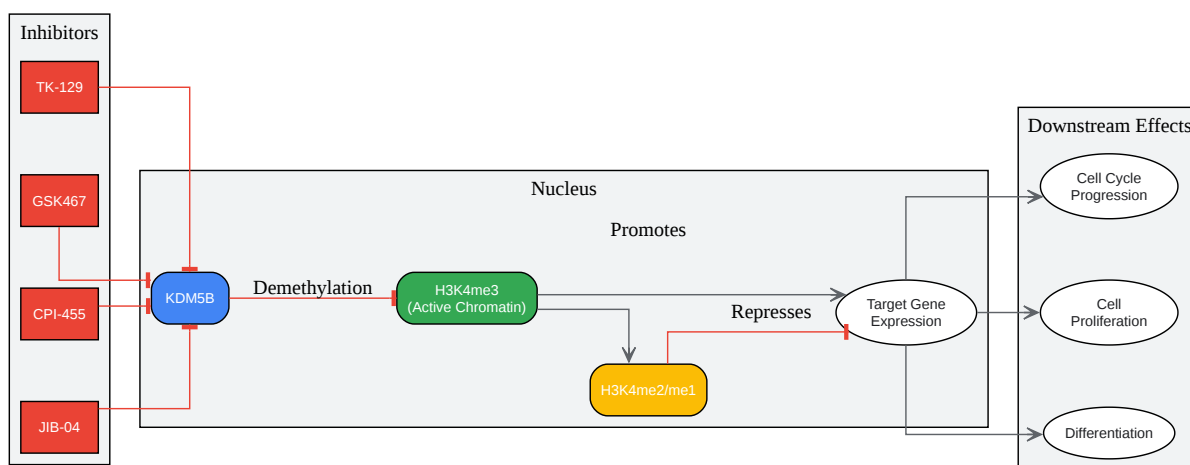 Inhibitors
TK-129
GSK467
CPI-455
JIB-04
Nucleus
Promotes
KDM5B
Demethylation
H3K4me3
(Active Chromatin)
Represses
H3K4me2/me1
Target Gene
Expression
Downstream Effects
Cell Cycle
Progression
Cell
Proliferation
Differentiation